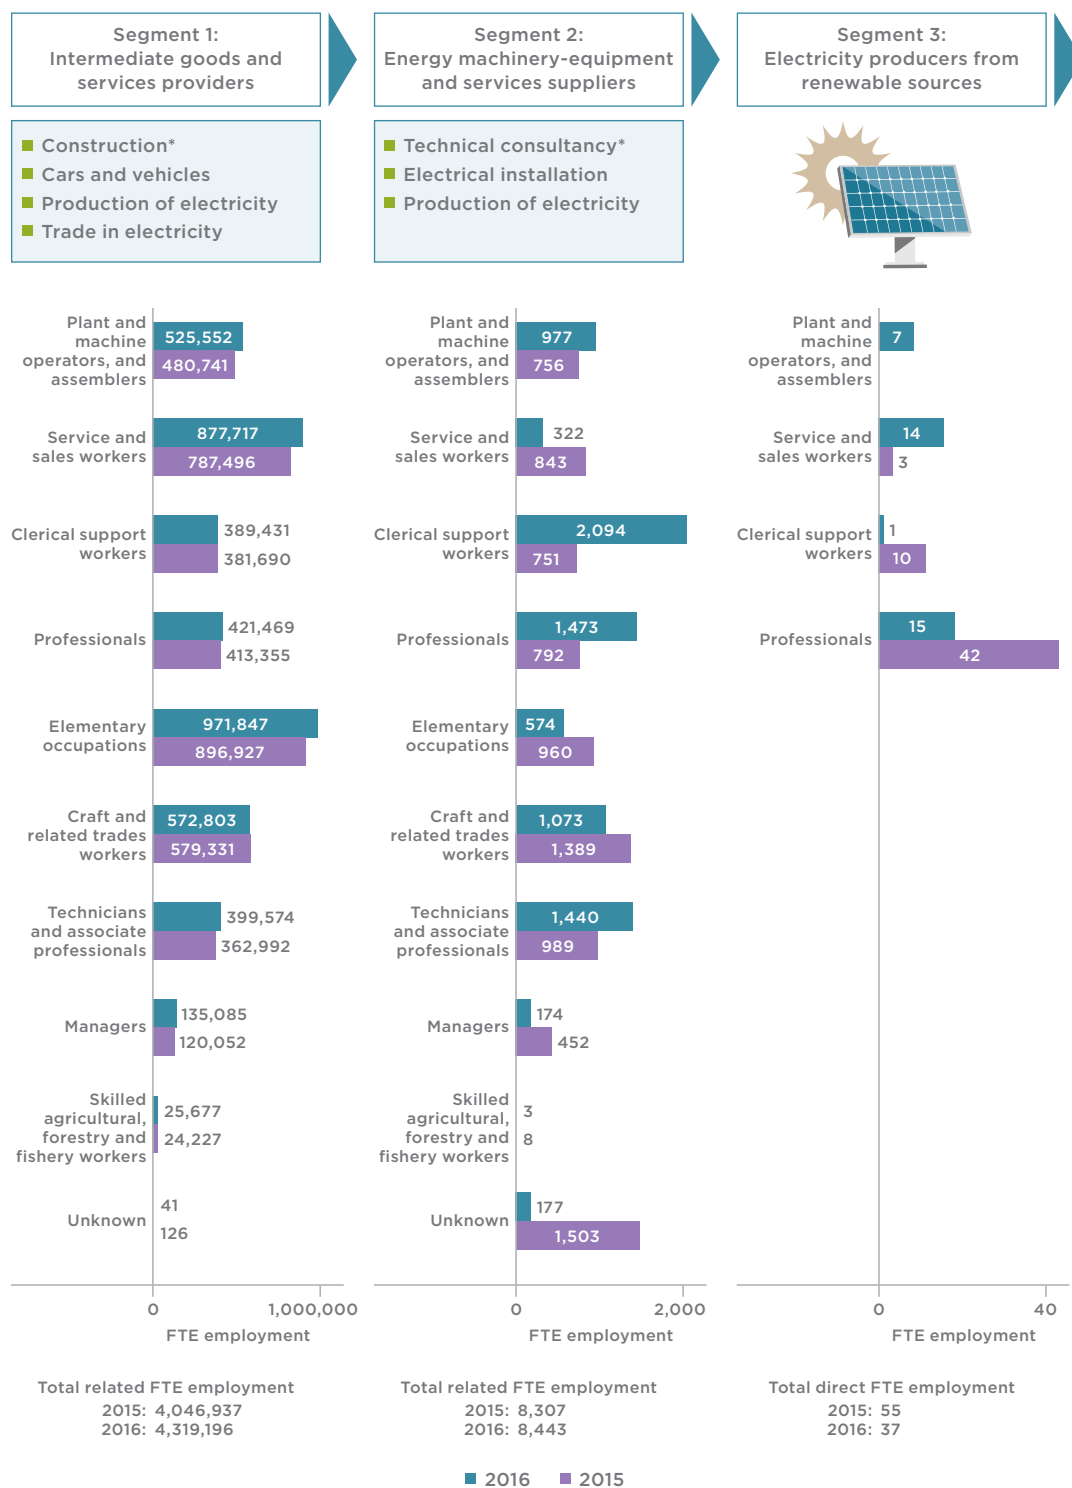 Segment 1:
Intermediate goods and
services providers
Construction*
Cars and vehicles
Production of electricity
Trade in electricity
Plant and
machine
operators, and
assemblers
525,552
480,741
Service and
sales workers
877,717
787,496
Clerical support
workers
389,431
381,690
Professionals
421,469
413,355
Elementary
occupations
971,847
896,927
Craft and
related trades
workers
572,803
579,331
Technicians
and associate
professionals
399,574
362,992
Managers
135,085
120,052
Skilled
agricultural,
forestry and
fishery workers
25,677
24,227
Unknown
41
126
0
1,000,000
FTE employment
Total related FTE employment
2015: 4,046,937
2016: 4,319,196
Segment 2:
Energy machinery-equipment
and services suppliers
Technical consultancy*
Electrical installation
Production of electricity
Plant and
machine
operators, and
assemblers
977
756
Service and
sales workers
322
843
Clerical support
workers
2,094
751
Professionals
1,473
792
Elementary
occupations
574
960
Craft and
related trades
workers
1,073
1,389
Technicians
and associate
professionals
1,440
989
Managers
174
452
Skilled
agricultural,
forestry and
fishery workers
3
8
Unknown
177
1,503
0
2,000
FTE employment
Total related FTE employment
2015: 8,307
2016: 8,443
Segment 3:
Electricity producers from
renewable sources
Plant and
machine
operators, and
assemblers
7
Service and
sales workers
14
3
Clerical support
workers
1
10
Professionals
15
42
0
40
FTE employment
Total direct FTE employment
2015: 55
2016: 37
2016
2015